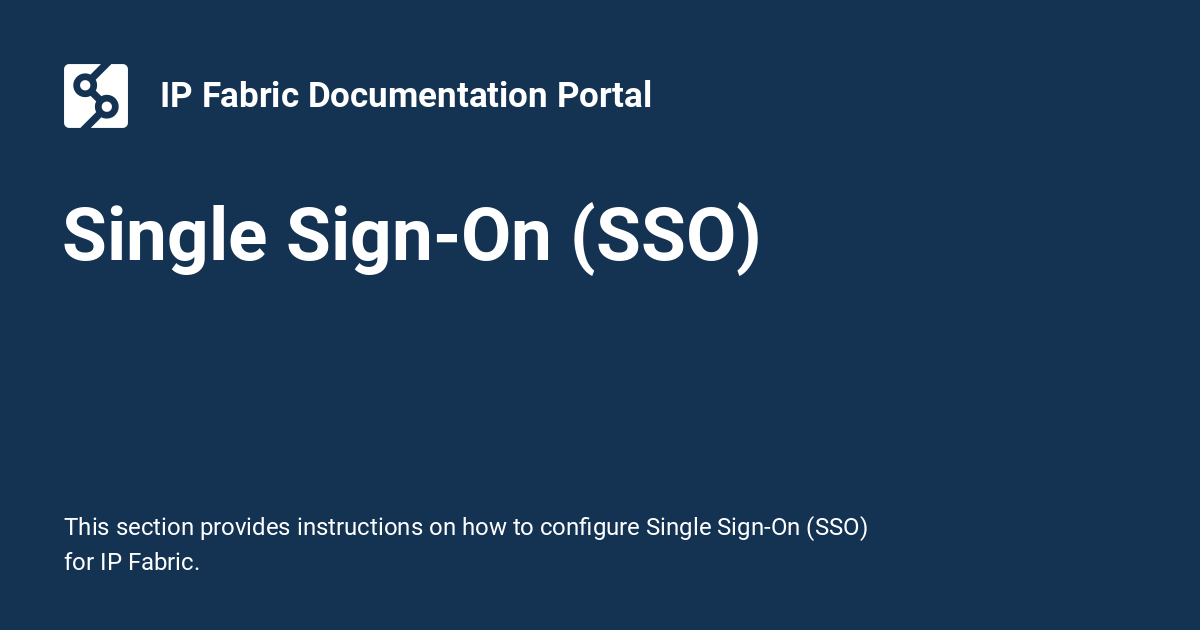 IP Fabric Documentation Portal
Single Sign-On (SSO)
This section provides instructions on how to configure Single Sign-On (SSO)
for IP Fabric.